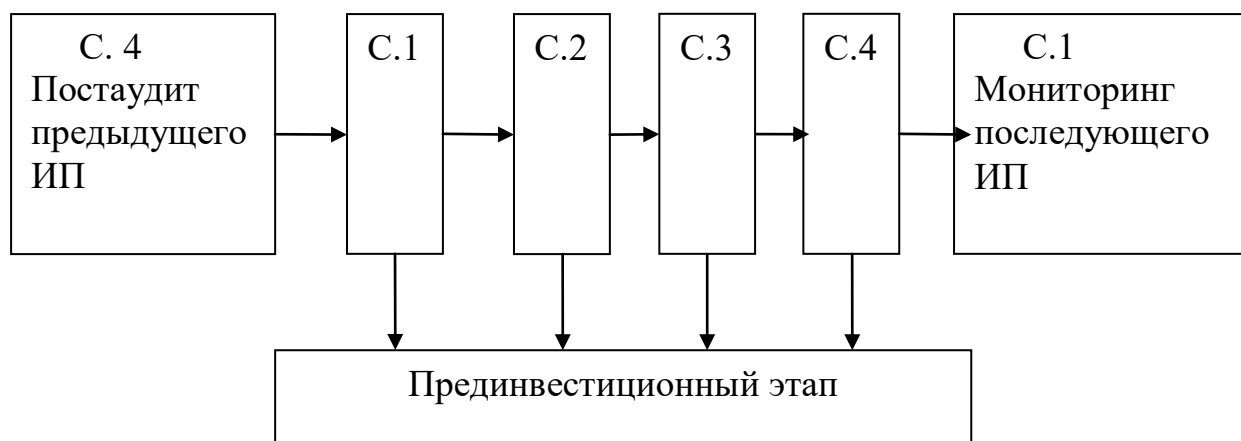 С. 4
Постаудит
предыдущего
ИП
С.1
С.2
С.3
С.4
С.1
Мониторинг
последующего
ИП
Прединвестиционный этап